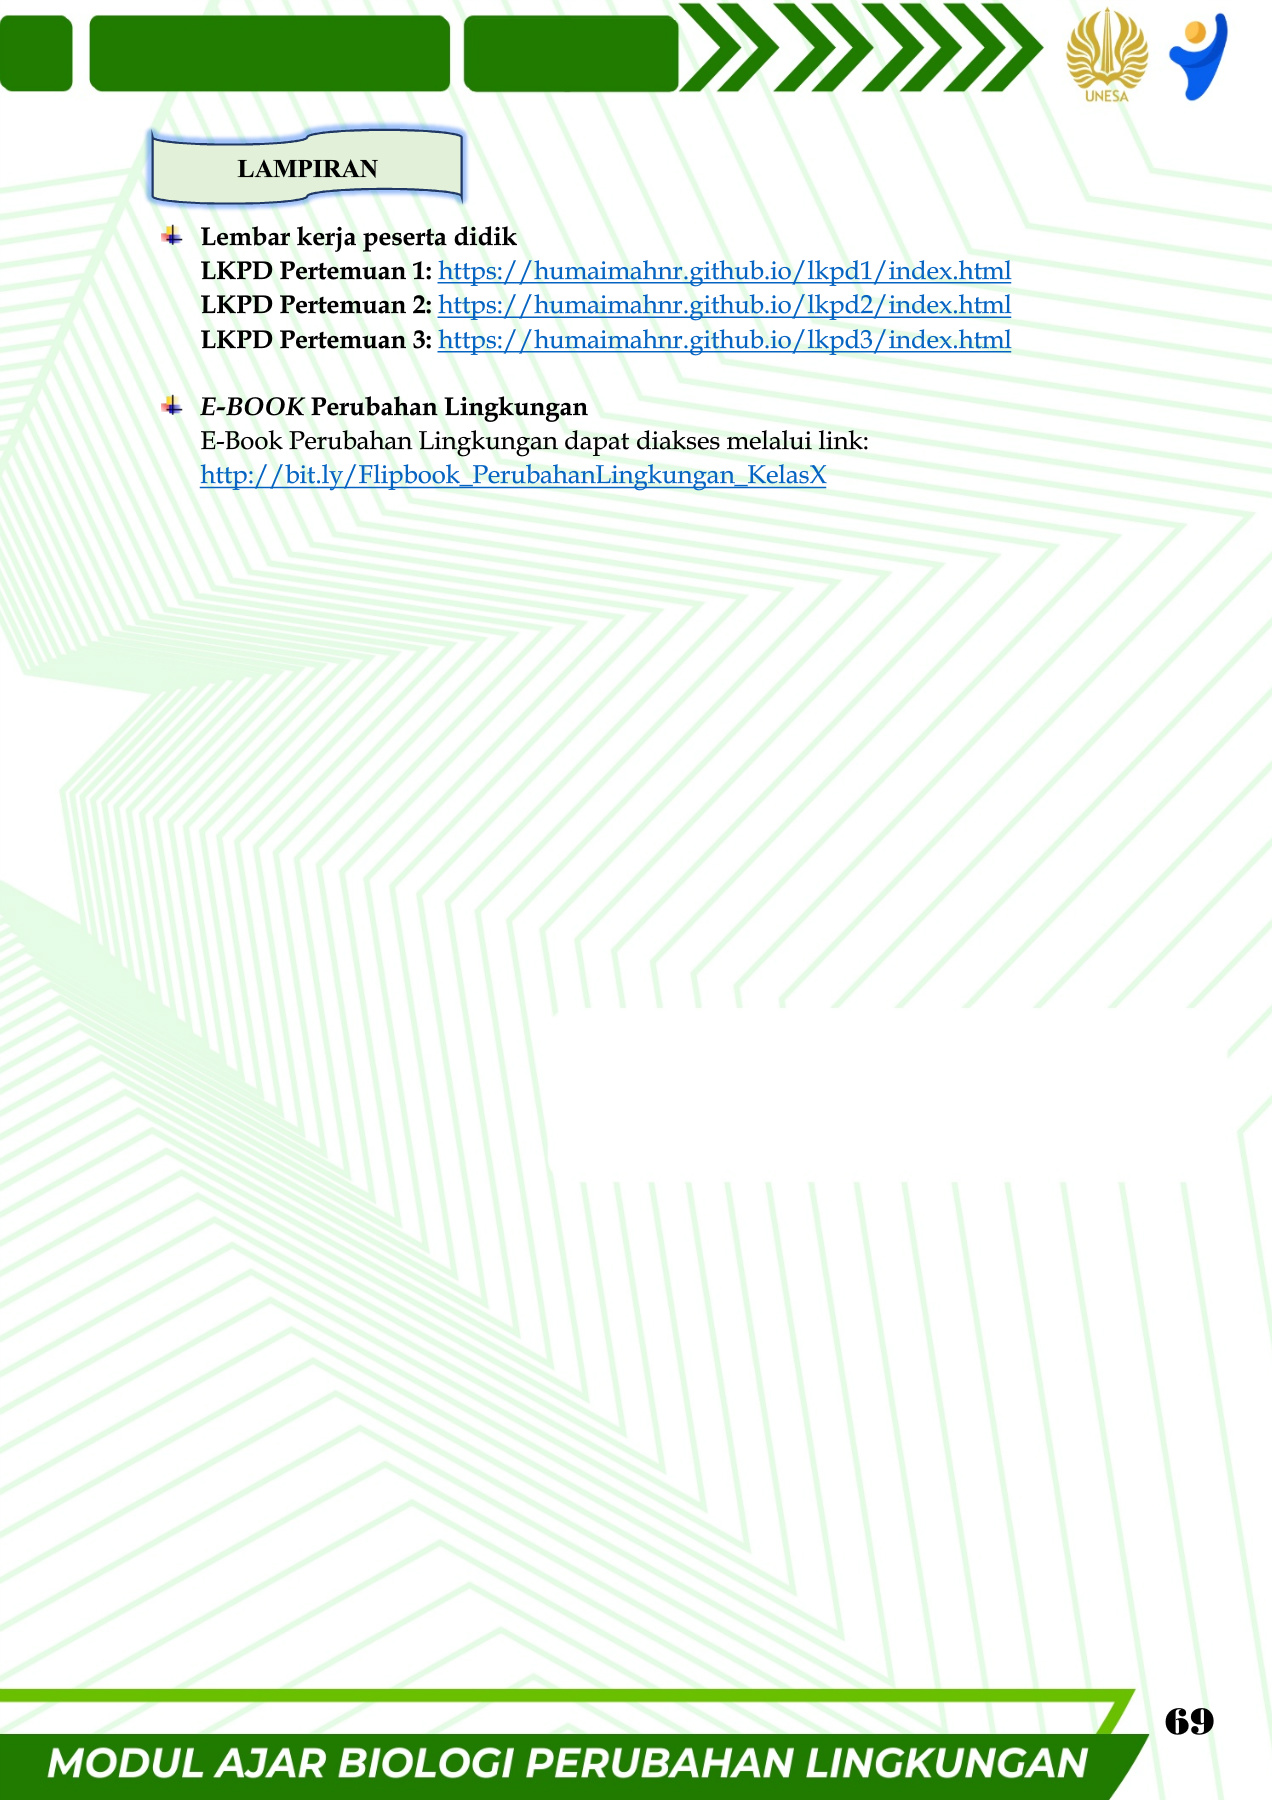 UNESA
LAMPIRAN
Lembar kerja peserta didik
LKPD Pertemuan 1: https://humaimahnr.github.io/lkpd1/index.html
LKPD Pertemuan 2: https://humaimahnr.github.io/lkpd2/index.html
LKPD Pertemuan 3: https://humaimahnr.github.io/lkpd3/index.html
E-BOOK Perubahan Lingkungan
E-Book Perubahan Lingkungan dapat diakses melalui link:
http://bit.ly/Flipbook_PerubahanLingkungan_KelasX
69
MODUL AJAR BIOLOGI PERUBAHAN LINGKUNGAN